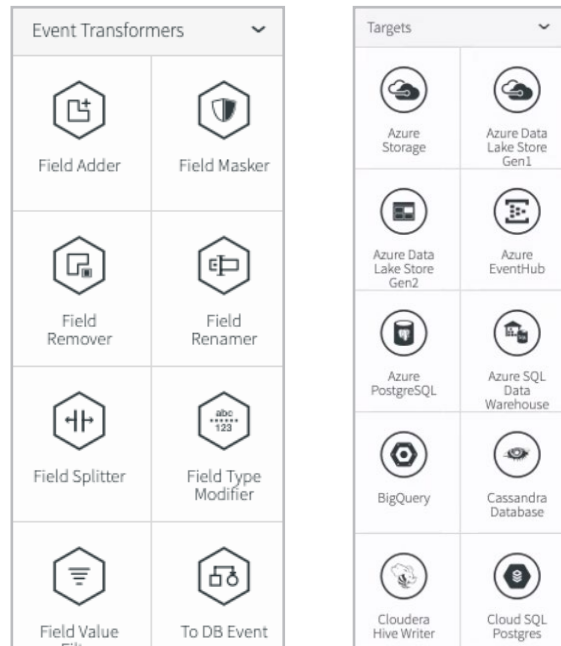 Event Transformers
Field Adder
Field Masker
Field
Remover
Field
Renamer
Field Splitter
Field Type
Modifier
abc
123
Field Value
To DB Event
Targets
Azure
Storage
Azure Data
Lake Store
Gen1
Azure Data
Lake Store
Gen2
Azure
EventHub
Azure
PostgreSQL
Azure SQL
Data
Warehouse
BigQuery
Cassandra
Database
Cloudera
Hive Writer
Cloud SQL
Postgres